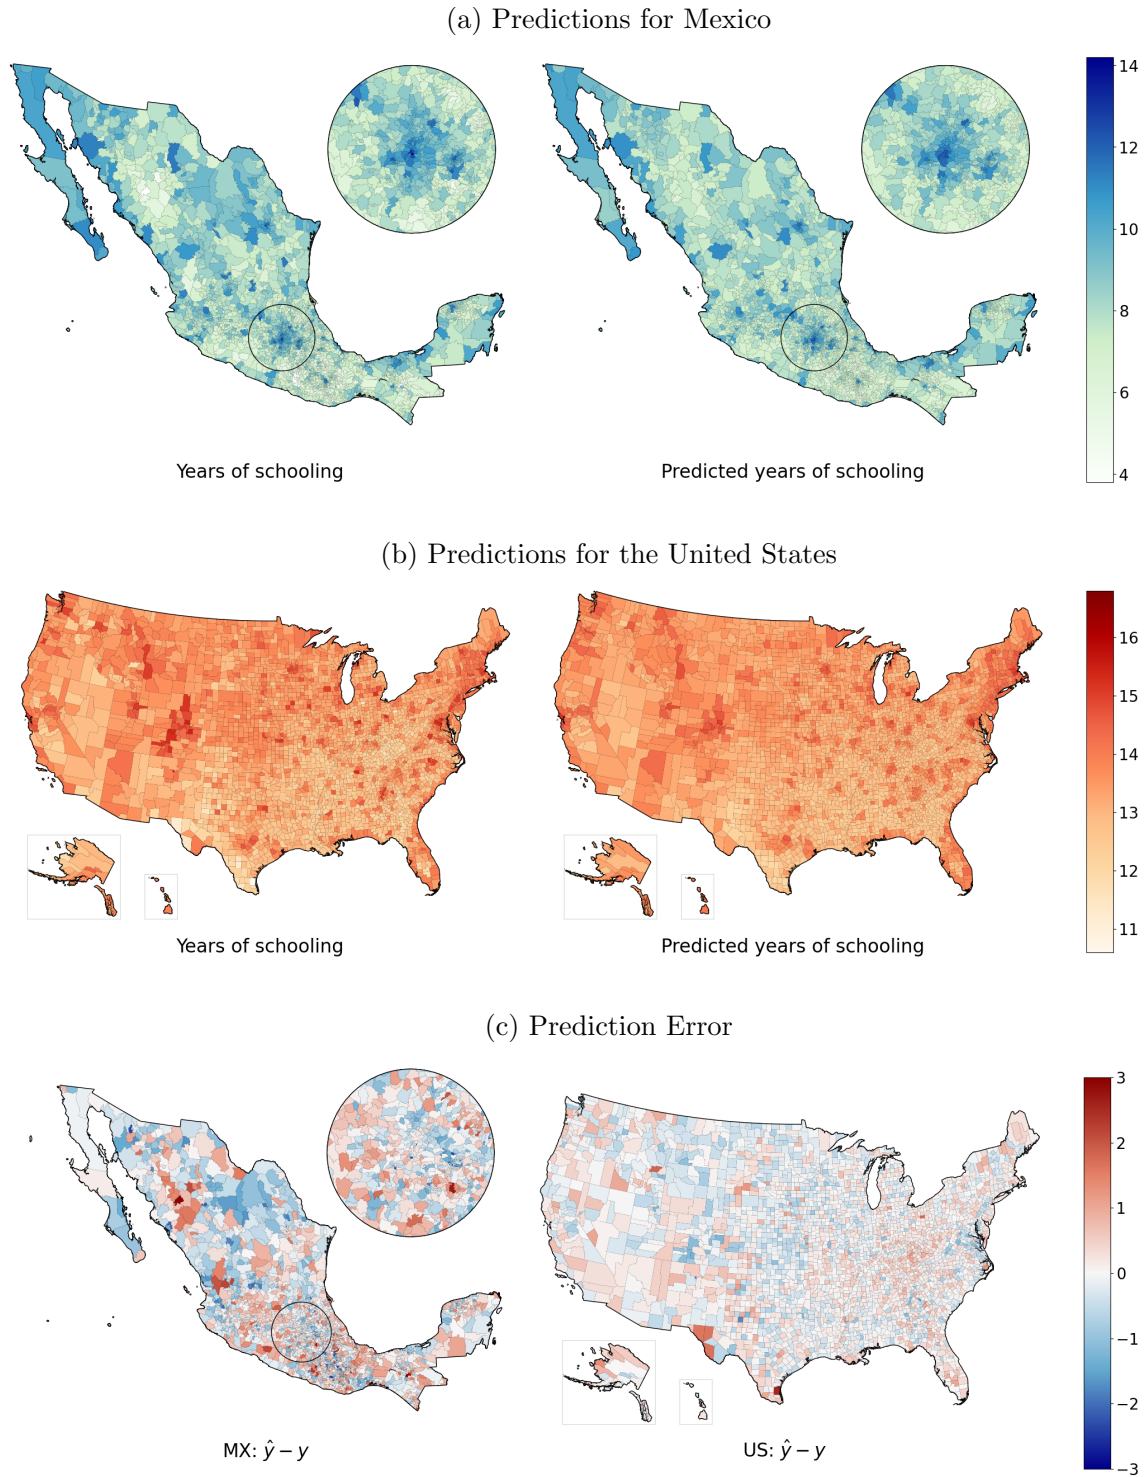 (a) Predictions for Mexico
14
12
10
8
6
4
Years of schooling
Predicted years of schooling
(b) Predictions for the United States
16
15
14
13
12
11
Years of schooling
Predicted years of schooling
(c) Prediction Error
3
2
1
0
−1
−2
−3
MX: ŷ − y
US: ŷ − y